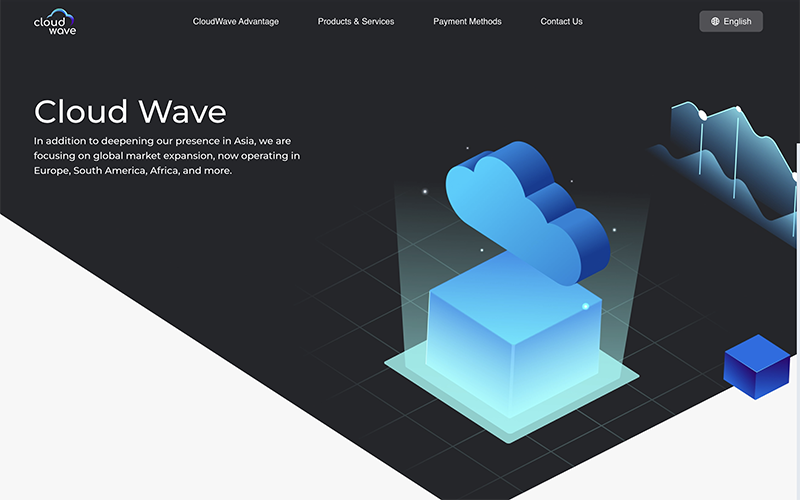 cloud
wave
CloudWave Advantage
Products & Services
Payment Methods
Contact Us
English
Cloud Wave
In addition to deepening our presence in Asia, we are
focusing on global market expansion, now operating in
Europe, South America, Africa, and more.